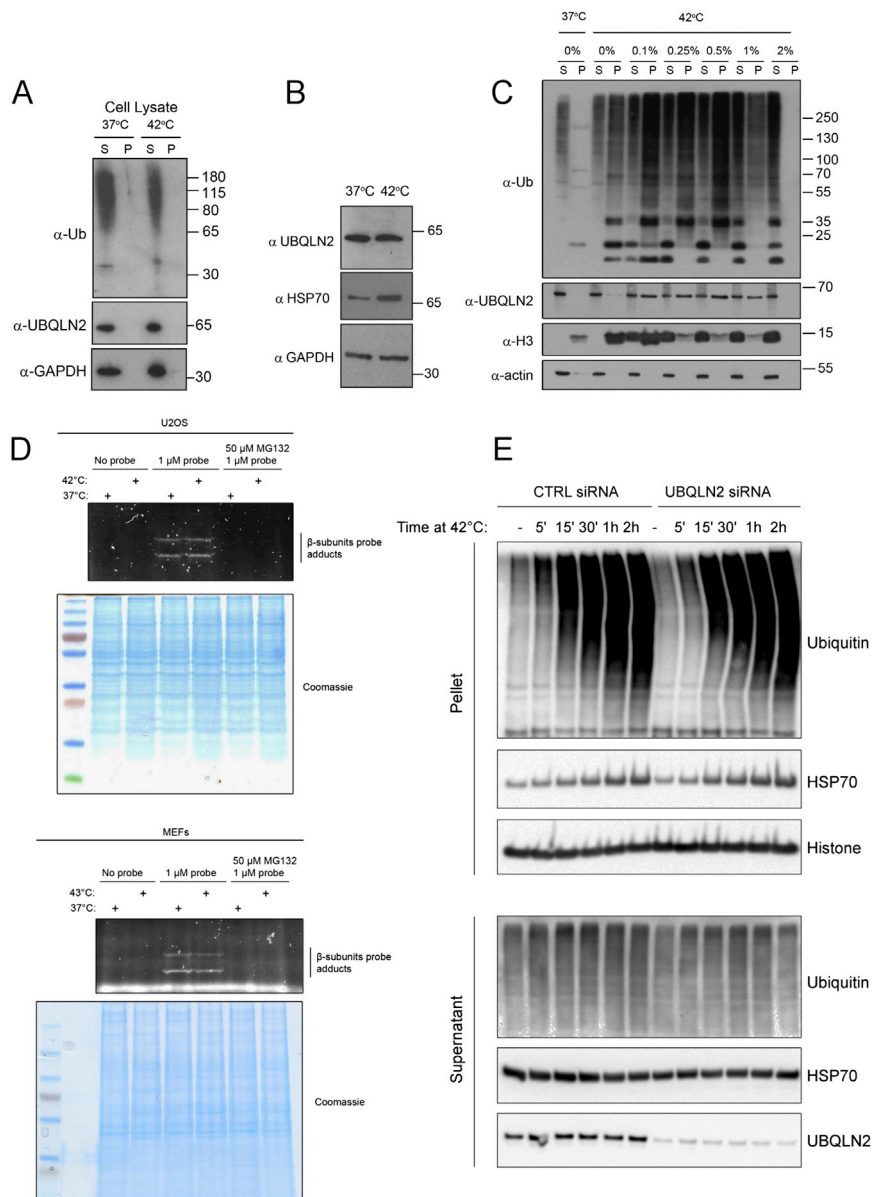 A
Cell Lysate
37°C 42°C
S P S P
α-Ub
180
115
80
65
30
α-UBQLN2
65
α-GAPDH
30
B
37°C 42°C
α UBQLN2
65
α HSP70
65
α GAPDH
30
C
37°C 42°C
0% 0% 0.1% 0.25% 0.5% 1% 2%
S P S P S P S P S P S P S P
α-Ub
250
130
100
70
55
35
25
α-UBQLN2
70
α-H3
15
α-actin
55
D
U2OS
No probe 1 µM probe 50 µM MG132
1 µM probe
42°C: + + +
37°C: + + +
β-subunits probe
adducts
Coomassie
MEFs
No probe 1 µM probe 50 µM MG132
1 µM probe
43°C: + + +
37°C: + + +
β-subunits probe
adducts
Coomassie
E
CTRL siRNA UBQLN2 siRNA
Time at 42°C: - 5' 15' 30' 1h 2h - 5' 15' 30' 1h 2h
Pellet
Ubiquitin
HSP70
Histone
Supernatant
Ubiquitin
HSP70
UBQLN2